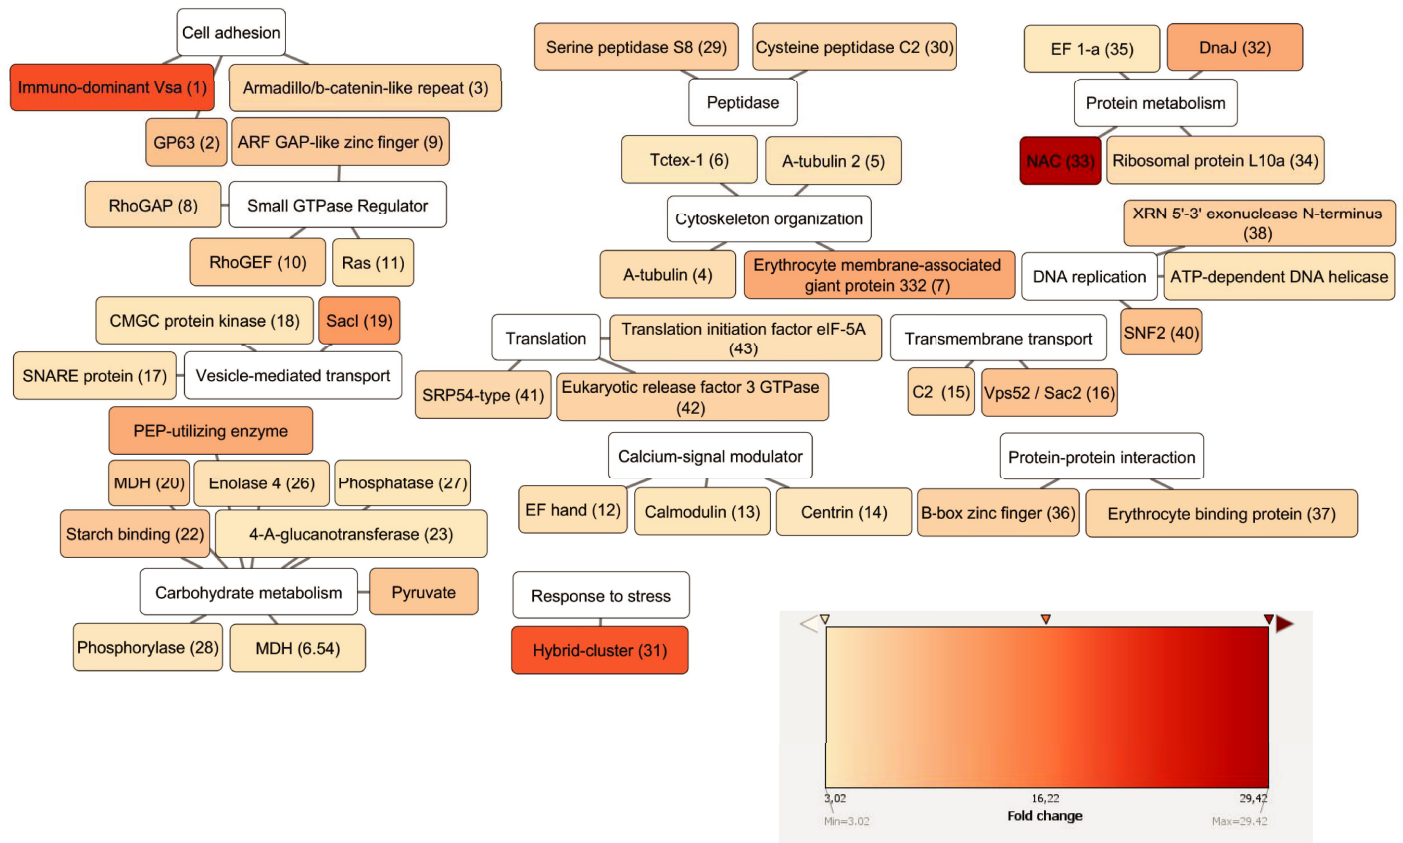 Cell adhesion
Immuno-dominant Vsa (1)
Armadillo/b-catenin-like repeat (3)
GP63 (2)
ARF GAP-like zinc finger (9)
RhoGAP (8)
Small GTPase Regulator
RhoGEF (10)
Ras (11)
CMGC protein kinase (18)
SacI (19)
SNARE protein (17)
Vesicle-mediated transport
PEP-utilizing enzyme
MDH (20)
Enolase 4 (26)
Phosphatase (27)
Starch binding (22)
4-A-glucanotransferase (23)
Carbohydrate metabolism
Pyruvate
Phosphorylase (28)
MDH (6.54)
Serine peptidase S8 (29)
Cysteine peptidase C2 (30)
Peptidase
Tctex-1 (6)
A-tubulin 2 (5)
Cytoskeleton organization
A-tubulin (4)
Erythrocyte membrane-associated
giant protein 332 (7)
Translation
Translation initiation factor eIF-5A
(43)
SRP54-type (41)
Eukaryotic release factor 3 GTPase
(42)
Calcium-signal modulator
EF hand (12)
Calmodulin (13)
Centrin (14)
Response to stress
Hybrid-cluster (31)
EF 1-a (35)
DnaJ (32)
Protein metabolism
NAC (33)
Ribosomal protein L10a (34)
XRN 5'-3' exonuclease N-terminus
(38)
DNA replication
ATP-dependent DNA helicase
SNF2 (40)
Transmembrane transport
C2 (15)
Vps52 / Sac2 (16)
Protein-protein interaction
B-box zinc finger (36)
Erythrocyte binding protein (37)
3,02
16,22
29,42
Min=3.02
Fold change
Max=29.42